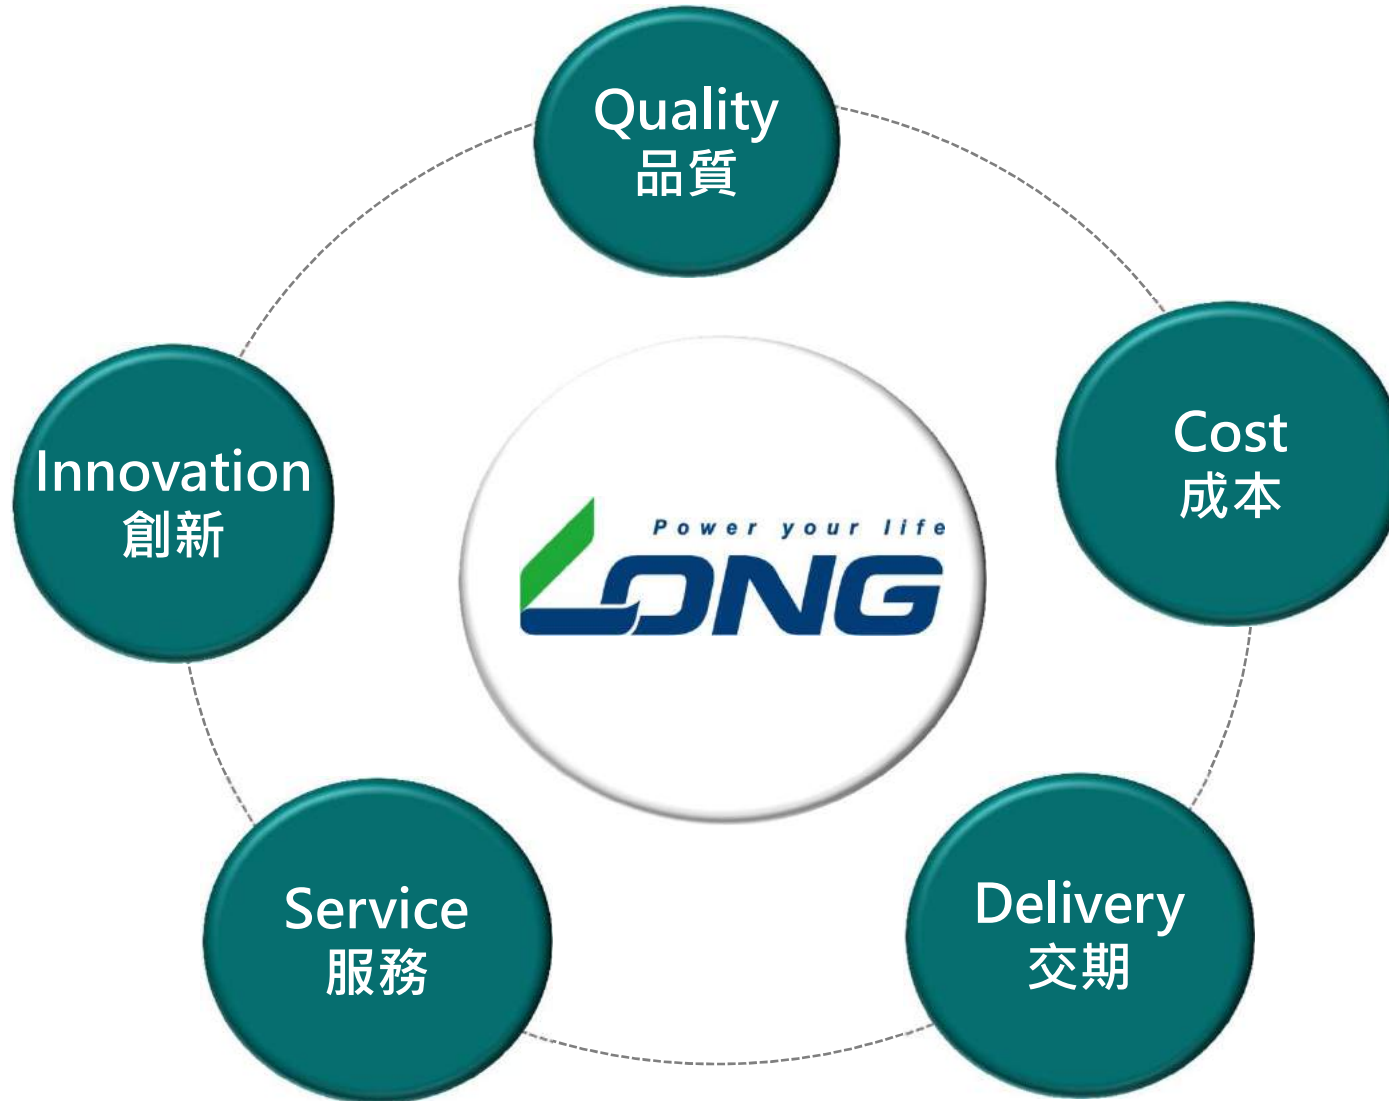 Quality
品質
Cost
成本
Innovation
創新
Power your life
LONG
Service
服務
Delivery
交期